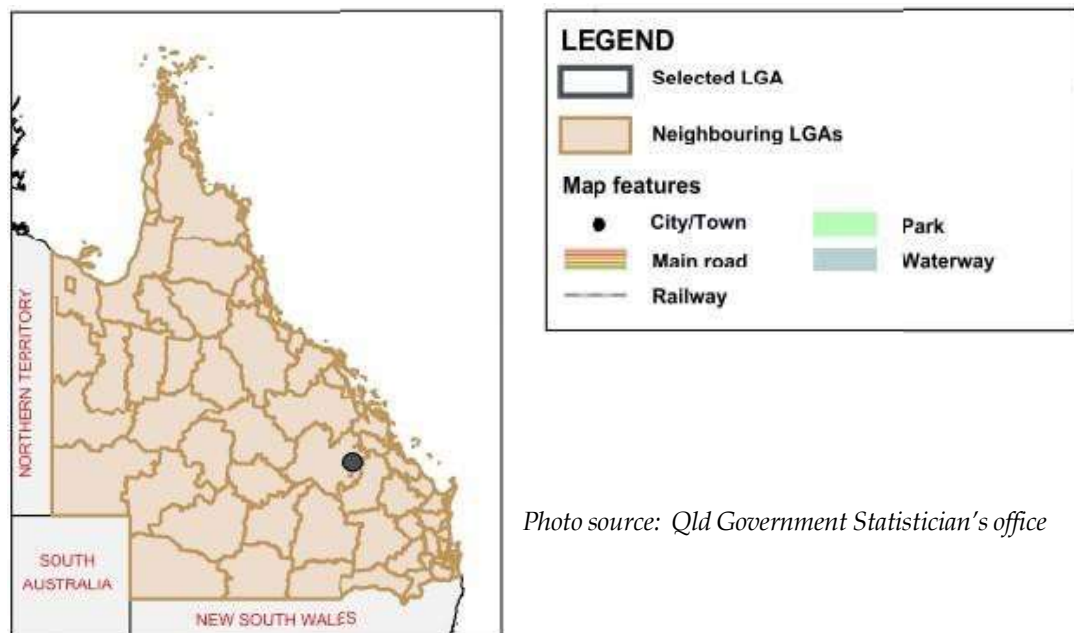 LEGEND
Selected LGA
Neighbouring LGAs
Map features
City/Town
Park
Main road
Waterway
Railway
NORTHERN TERRITORY
SOUTH
AUSTRALIA
NEW SOUTH WALES
Photo source: Qld Government Statistician's office